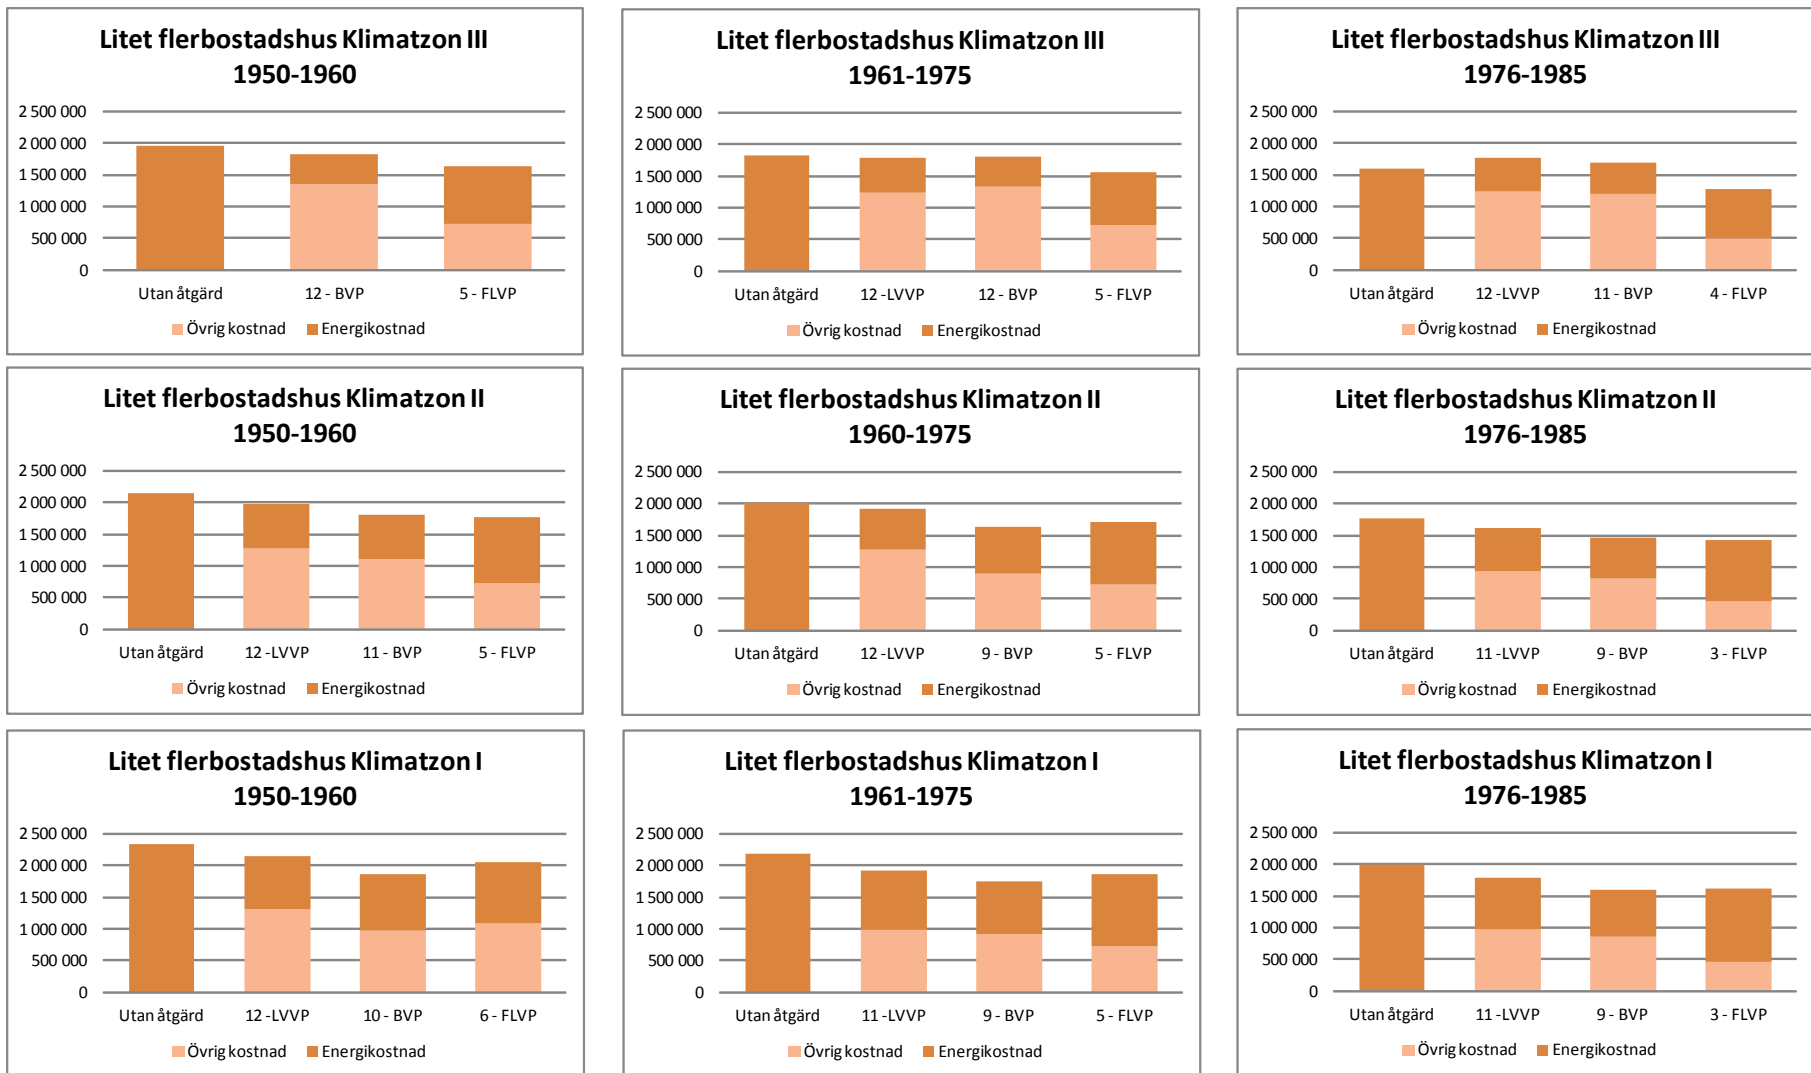 Litet flerbostadshus Klimatzon III
1950-1960
2 500 000
2 000 000
1 500 000
1 000 000
500 000
0
Utan åtgärd 12 - BVP 5 - FLVP
Övrig kostnad Energikostnad
Litet flerbostadshus Klimatzon III
1961-1975
2 500 000
2 000 000
1 500 000
1 000 000
500 000
0
Utan åtgärd 12 -LVVP 12 - BVP 5 - FLVP
Övrig kostnad Energikostnad
Litet flerbostadshus Klimatzon III
1976-1985
2 500 000
2 000 000
1 500 000
1 000 000
500 000
0
Utan åtgärd 12 -LVVP 11 - BVP 4 - FLVP
Övrig kostnad Energikostnad
Litet flerbostadshus Klimatzon II
1950-1960
2 500 000
2 000 000
1 500 000
1 000 000
500 000
0
Utan åtgärd 12 -LVVP 11 - BVP 5 - FLVP
Övrig kostnad Energikostnad
Litet flerbostadshus Klimatzon II
1960-1975
2 500 000
2 000 000
1 500 000
1 000 000
500 000
0
Utan åtgärd 12 -LVVP 9 - BVP 5 - FLVP
Övrig kostnad Energikostnad
Litet flerbostadshus Klimatzon II
1976-1985
2 500 000
2 000 000
1 500 000
1 000 000
500 000
0
Utan åtgärd 11 -LVVP 9 - BVP 3 - FLVP
Övrig kostnad Energikostnad
Litet flerbostadshus Klimatzon I
1950-1960
2 500 000
2 000 000
1 500 000
1 000 000
500 000
0
Utan åtgärd 12 -LVVP 10 - BVP 6 - FLVP
Övrig kostnad Energikostnad
Litet flerbostadshus Klimatzon I
1961-1975
2 500 000
2 000 000
1 500 000
1 000 000
500 000
0
Utan åtgärd 11 -LVVP 9 - BVP 5 - FLVP
Övrig kostnad Energikostnad
Litet flerbostadshus Klimatzon I
1976-1985
2 500 000
2 000 000
1 500 000
1 000 000
500 000
0
Utan åtgärd 11 -LVVP 9 - BVP 3 - FLVP
Övrig kostnad Energikostnad